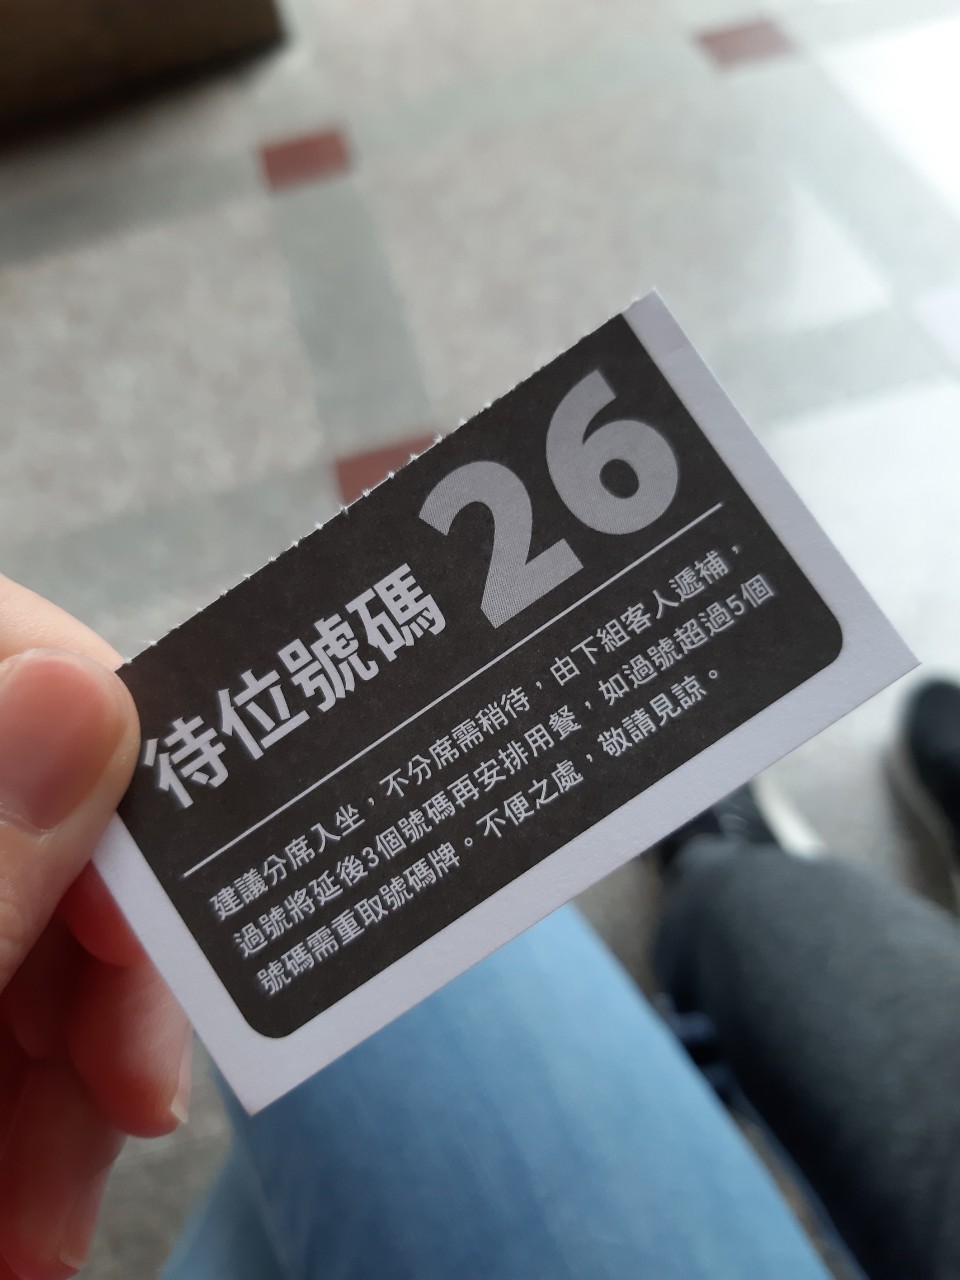 待位號碼 26
建議分席入坐，不分席需稍待，由下組客人遞補，
過號將延後3個號碼再安排用餐，如過號超過5個
號碼需重取號碼牌。不便之處，敬請見諒。